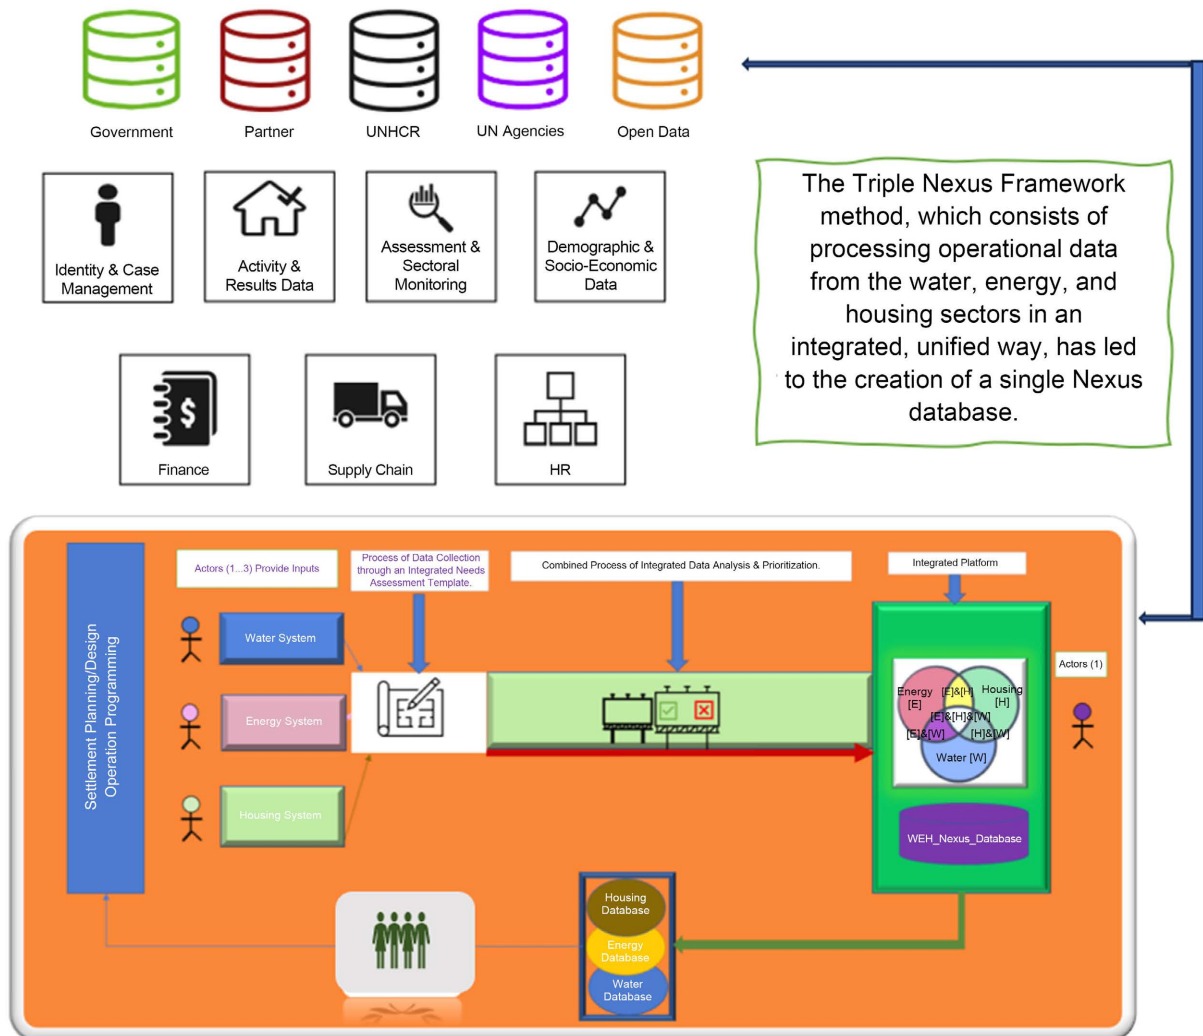 Government
Partner
UNHCR
UN Agencies
Open Data
Identity & Case
Management
Activity &
Results Data
Assessment &
Sectoral
Monitoring
Demographic &
Socio-Economic
Data
The Triple Nexus Framework
method, which consists of
processing operational data
from the water, energy, and
housing sectors in an
integrated, unified way, has led
to the creation of a single Nexus
database.
$
Finance
Supply Chain
HR
Settlement Planning/Design
Operation Programming
Actors (1...3) Provide Inputs
Process of Data Collection
through an Integrated Needs
Assessment Template.
Combined Process of Integrated Data Analysis & Prioritization.
Integrated Platform
Water System
Energy System
Housing System
Actors (1)
Energy
[E]
[E]&[H]
Housing
[H]
[E]&[H]&[W]
[E]&[W]
[H]&[W]
Water [W]
WEH_Nexus_Database
Housing
Database
Energy
Database
Water
Database